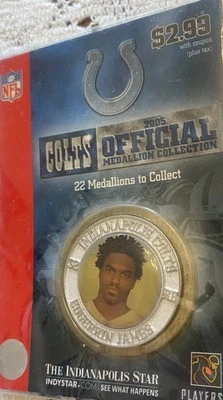 $2.99
with coupon
(plus tax)
NFL
2005
COLTS OFFICIAL
MEDALLION COLLECTION
22 Medallions to Collect
INDIANAPOLIS COLTS
EDGERRIN JAMES
THE INDIANAPOLIS STAR
INDYSTAR.COM SEE WHAT HAPPENS
PLAYERS